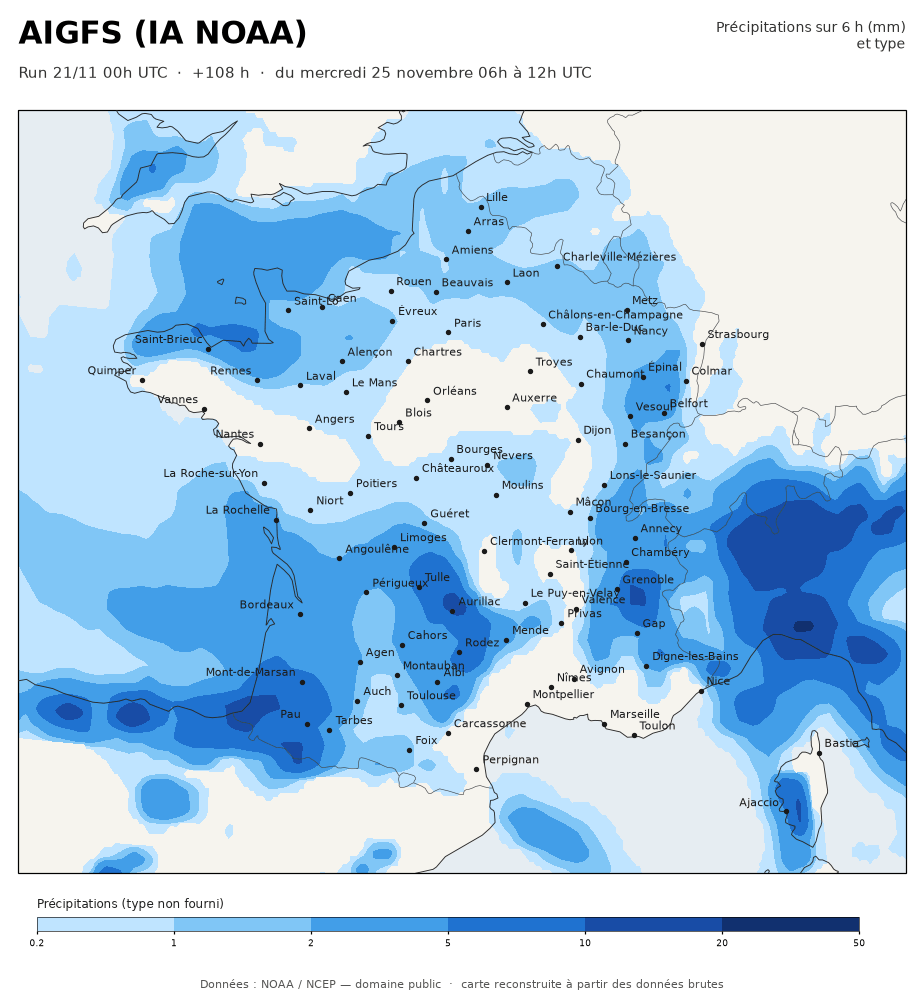 AIGFS (IA NOAA)
Précipitations sur 6 h (mm)
et type
Run 21/11 00h UTC · +108 h · du mercredi 25 novembre 06h à 12h UTC
Lille
Arras
Amiens
Charleville-Mézières
Laon
Rouen
Beauvais
Saint-Lô
Caen
Metz
Évreux
Châlons-en-Champagne
Paris
Bar-le-Duc
Nancy
Strasbourg
Saint-Brieuc
Alençon
Chartres
Troyes
Quimper
Rennes
Laval
Chaumont
Épinal
Colmar
Le Mans
Orléans
Vannes
Auxerre
Vesoul
Belfort
Blois
Angers
Tours
Nantes
Dijon
Besançon
Bourges
Nevers
La Roche-sur-Yon
Châteauroux
Poitiers
Moulins
Lons-le-Saunier
Niort
La Rochelle
Guéret
Mâcon
Bourg-en-Bresse
Limoges
Annecy
Angoulême
Clermont-Ferrand
Lyon
Chambéry
Saint-Étienne
Périgueux
Tulle
Grenoble
Bordeaux
Aurillac
Le Puy-en-Velay
Valence
Privas
Cahors
Rodez
Mende
Gap
Agen
Digne-les-Bains
Mont-de-Marsan
Montauban
Albi
Avignon
Nîmes
Nice
Auch
Toulouse
Montpellier
Pau
Tarbes
Carcassonne
Marseille
Toulon
Foix
Bastia
Perpignan
Ajaccio
Précipitations (type non fourni)
0.2 1 2 5 10 20 50
Données : NOAA / NCEP — domaine public · carte reconstruite à partir des données brutes